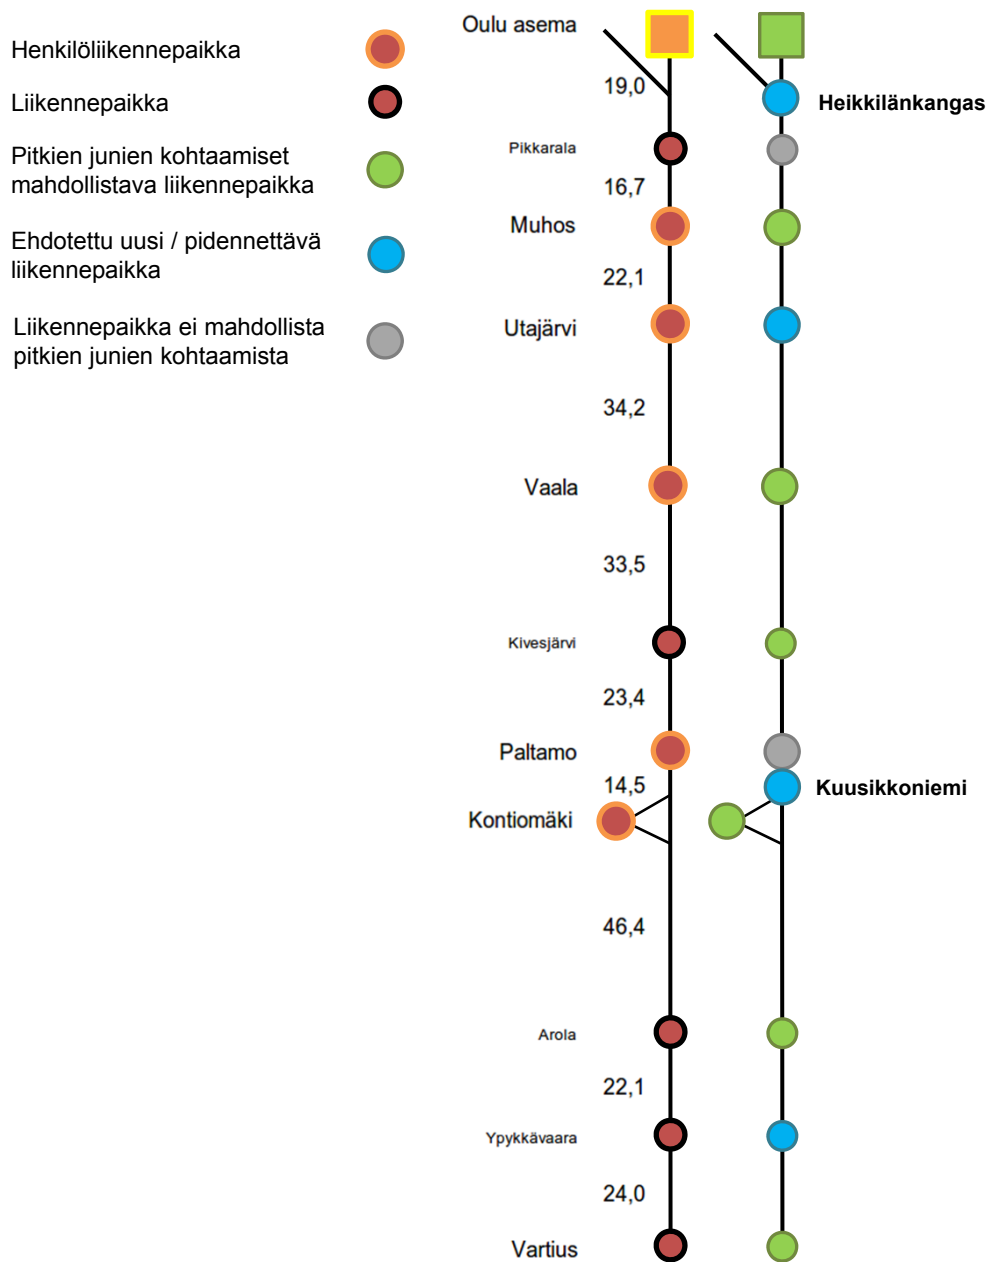 Henkilöliikennepaikka
Liikennepaikka
Pitkien junien kohtaamiset
mahdollistava liikennepaikka
Ehdotettu uusi / pidennettävä
liikennepaikka
Liikennepaikka ei mahdollista
pitkien junien kohtaamista
Oulu asema
19,0
Heikkilänkangas
Pikkarala
16,7
Muhos
22,1
Utajärvi
34,2
Vaala
33,5
Kivesjärvi
23,4
Paltamo
14,5
Kuusikkoniemi
Kontiomäki
46,4
Arola
22,1
Ypykkävaara
24,0
Vartius